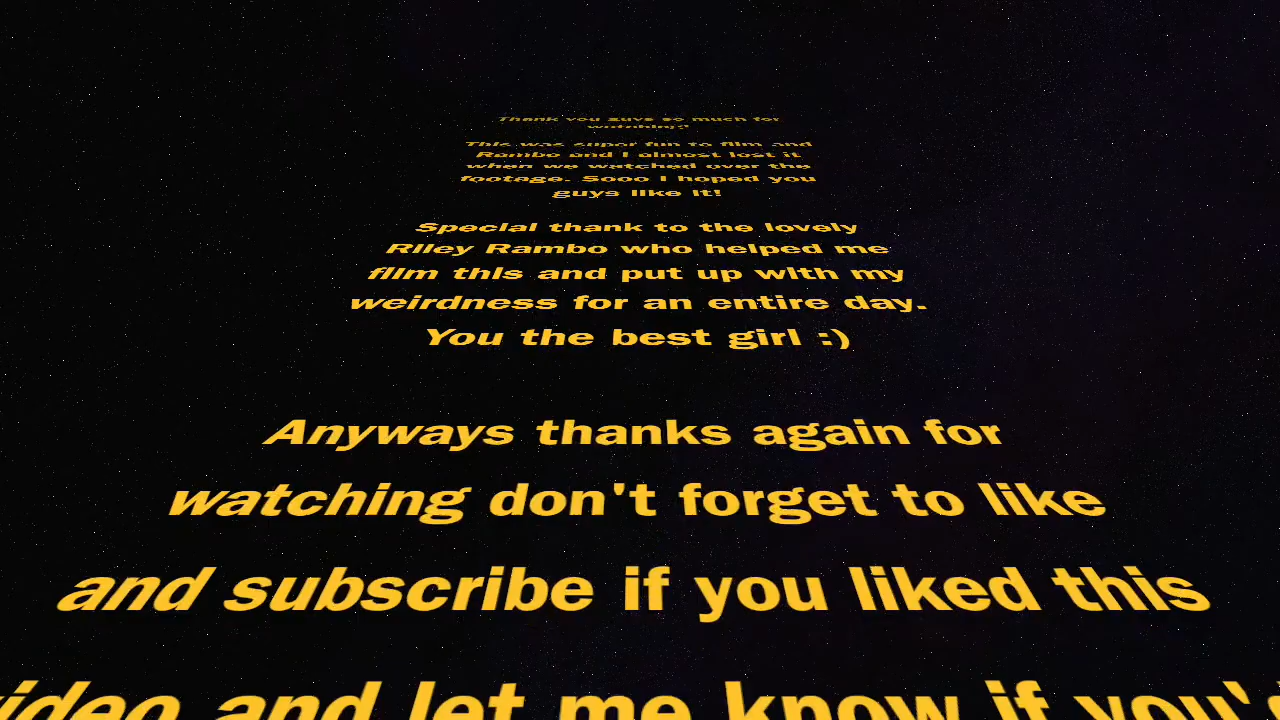 Thank you guys so much for
watching!
This was super fun to film and
Rambo and I almost lost it
when we watched over the
footage. Sooo I hoped you
guys like it!
Special thank to the lovely
Riley Rambo who helped me
film this and put up with my
weirdness for an entire day.
You the best girl :)
Anyways thanks again for
watching don't forget to like
and subscribe if you liked this
video and let me know if you's